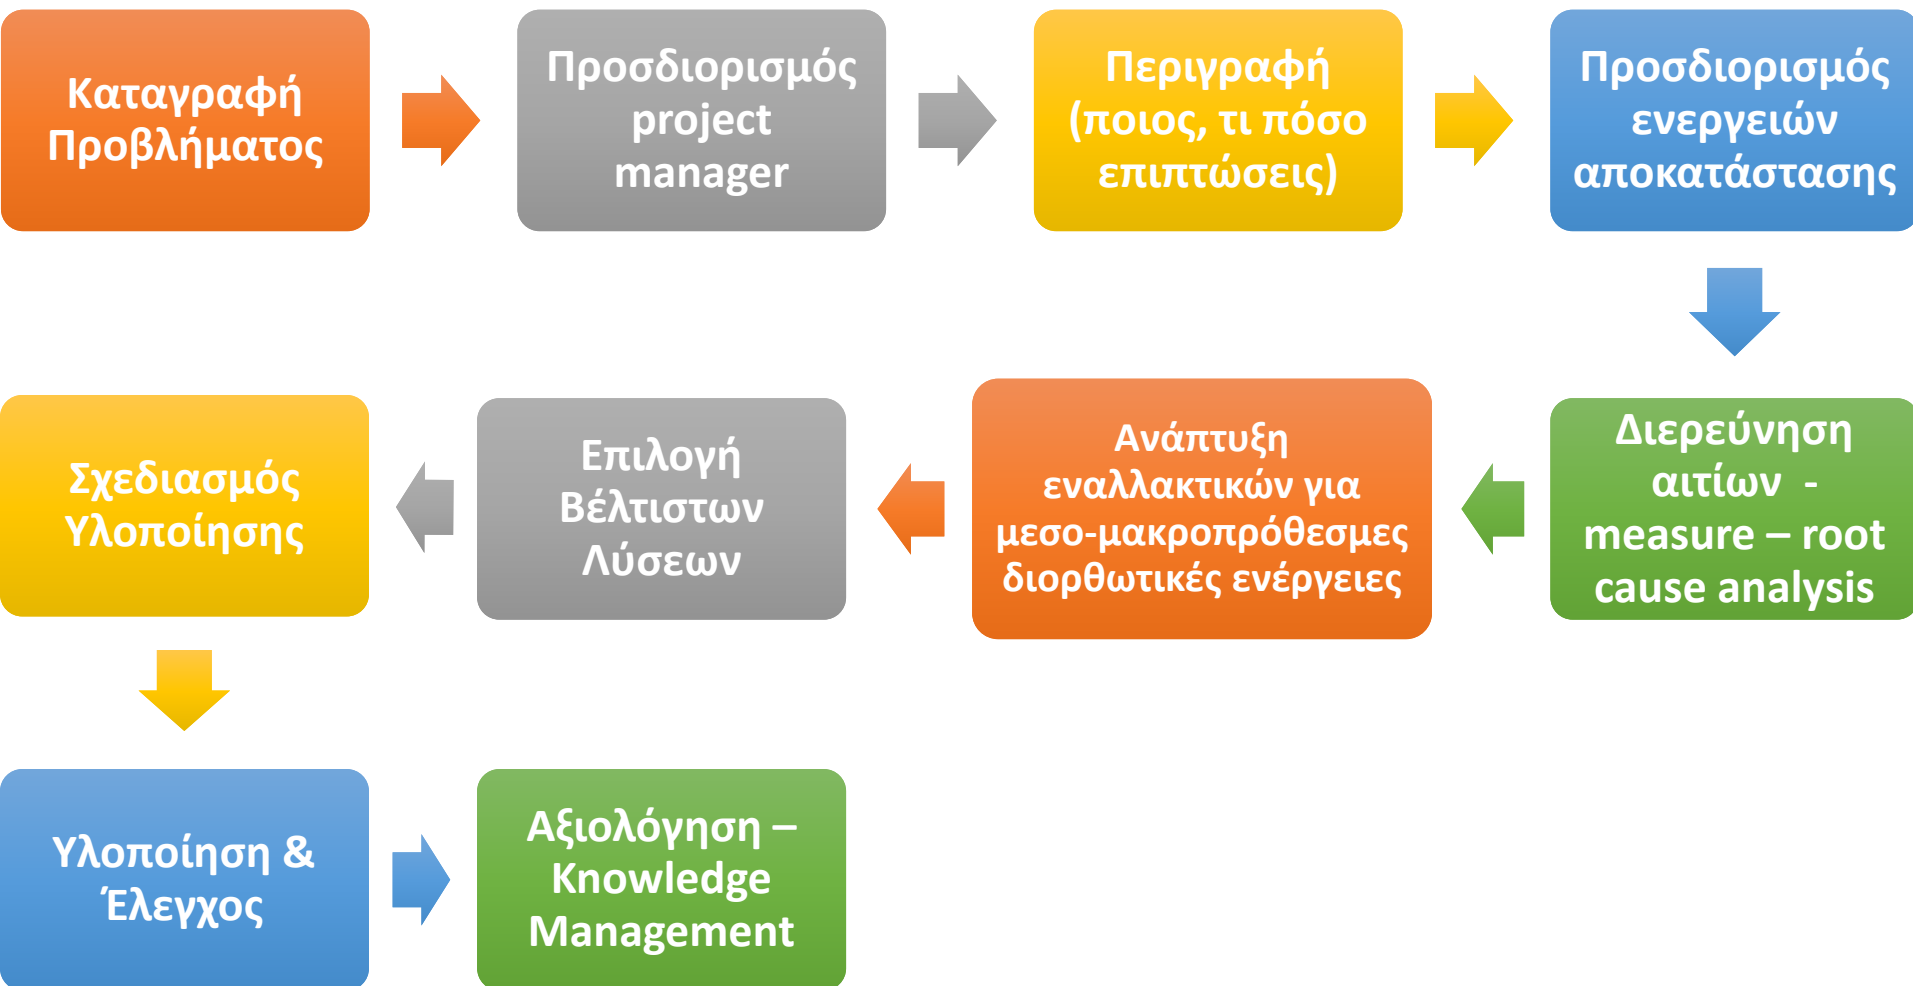 Καταγραφή
Προβλήματος
Προσδιορισμός
project
manager
Περιγραφή
(ποιος, τι πόσο
επιπτώσεις)
Προσδιορισμός
ενεργειών
αποκατάστασης
Διερεύνηση
αιτίων -
measure – root
cause analysis
Ανάπτυξη
εναλλακτικών για
μεσο-μακροπρόθεσμες
διορθωτικές ενέργειες
Επιλογή
Βέλτιστων
Λύσεων
Σχεδιασμός
Υλοποίησης
Υλοποίηση &
Έλεγχος
Αξιολόγηση –
Knowledge
Management